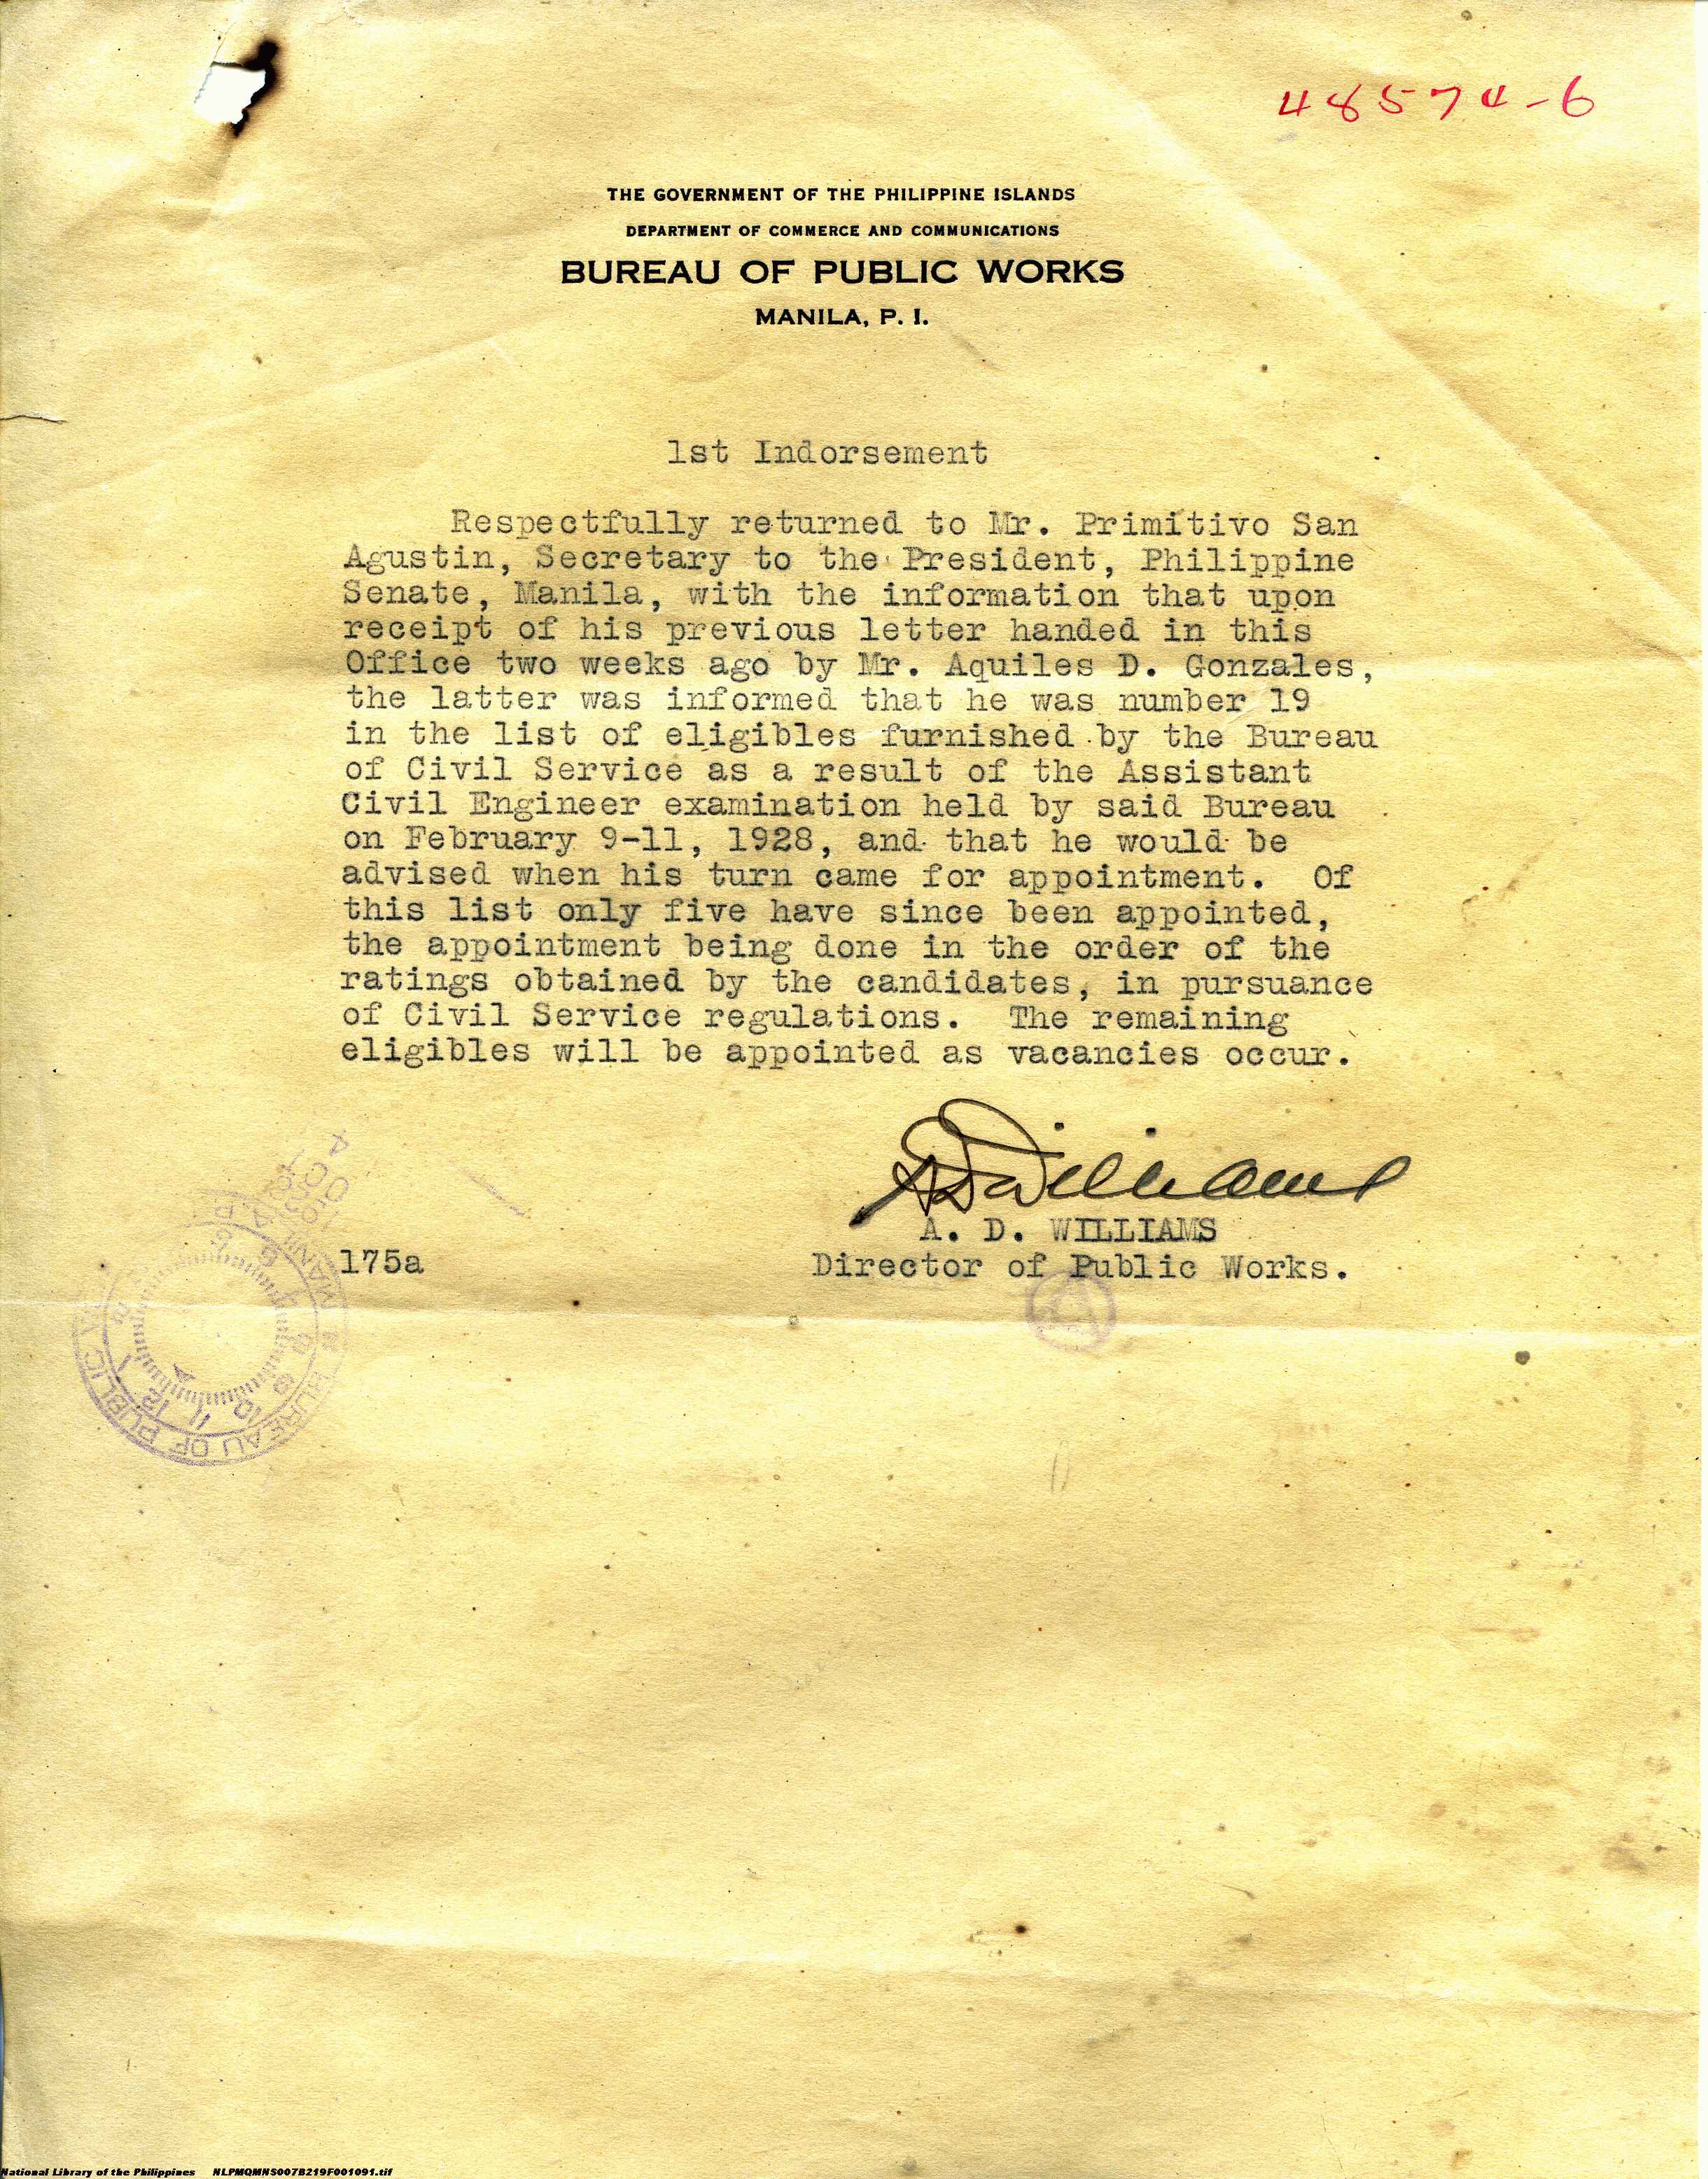 48574-6
THE GOVERNMENT OF THE PHILIPPINE ISLANDS
DEPARTMENT OF COMMERCE AND COMMUNICATIONS
BUREAU OF PUBLIC WORKS
MANILA, P. I.
1st Indorsement
Respectfully returned to Mr. Primitivo San
Agustin, Secretary to the President, Philippine
Senate, Manila, with the information that upon
receipt of his previous letter handed in this
Office two weeks ago by Mr. Aquiles D. Gonzales,
the latter was informed that he was number 19
in the list of eligibles furnished by the Bureau
of Civil Service as a result of the Assistant
Civil Engineer examination held by said Bureau
on February 9-11, 1928, and that he would be
advised when his turn came for appointment. Of
this list only five have since been appointed,
the appointment being done in the order of the
ratings obtained by the candidates, in pursuance
of Civil Service regulations. The remaining
eligibles will be appointed as vacancies occur.
A D Williams
A. D. WILLIAMS
175a
Director of Public Works.
BUREAU OF PUBLIC
National Library of the Philippines NLPMQMNS007B219F001091.tif